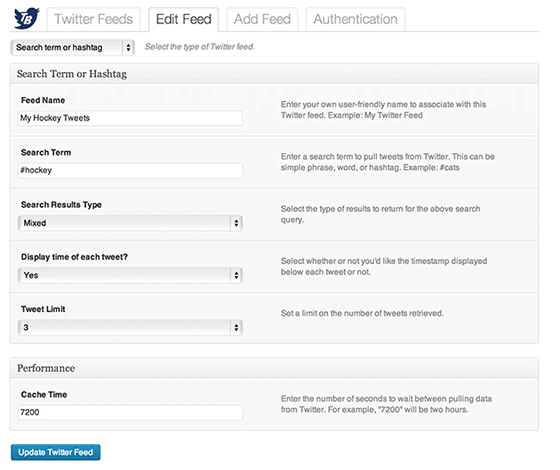 TB
Twitter Feeds
Edit Feed
Add Feed
Authentication
Search term or hashtag
Select the type of Twitter feed.
Search Term or Hashtag
Feed Name
My Hockey Tweets
Enter your own user-friendly name to associate with this
Twitter feed. Example: My Twitter Feed
Search Term
#hockey
Enter a search term to pull tweets from Twitter. This can be
simple phrase, word, or hashtag. Example: #cats
Search Results Type
Mixed
Select the type of results to return for the above search
query.
Display time of each tweet?
Yes
Select whether or not you'd like the timestamp displayed
below each tweet or not.
Tweet Limit
3
Set a limit on the number of tweets retrieved.
Performance
Cache Time
7200
Enter the number of seconds to wait between pulling data
from Twitter. For example, "7200" will be two hours.
Update Twitter Feed